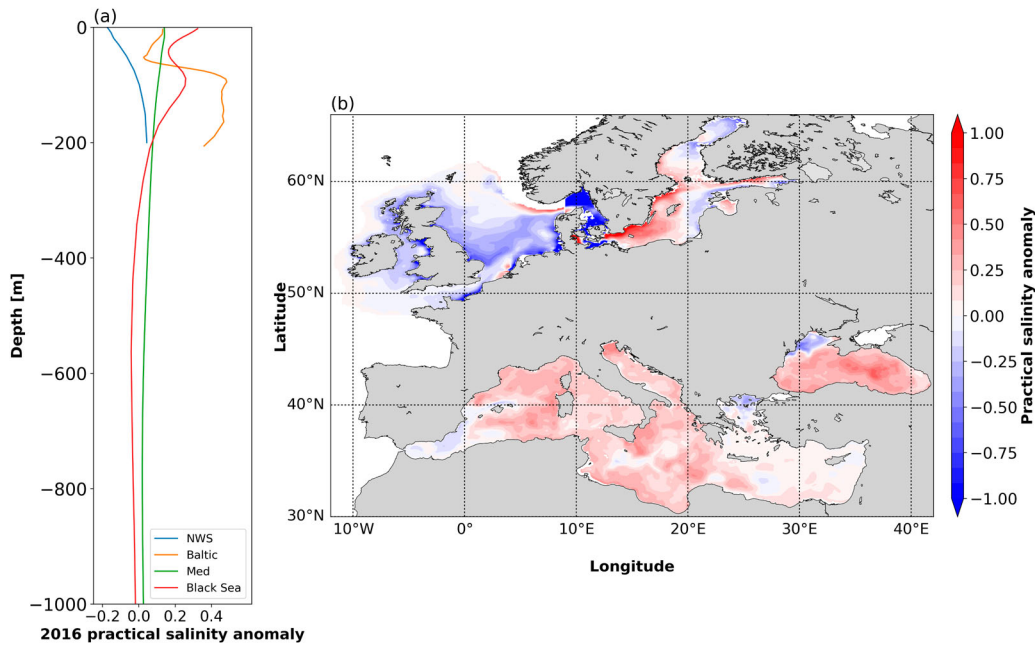 (a)
0
−200
−400
−600
−800
−1000
Depth [m]
NWS
Baltic
Med
Black Sea
−0.2 0.0 0.2 0.4
2016 practical salinity anomaly
(b)
60°N
50°N
40°N
30°N
Latitude
10°W 0° 10°E 20°E 30°E 40°E
Longitude
1.00
0.75
0.50
0.25
0.00
−0.25
−0.50
−0.75
−1.00
Practical salinity anomaly